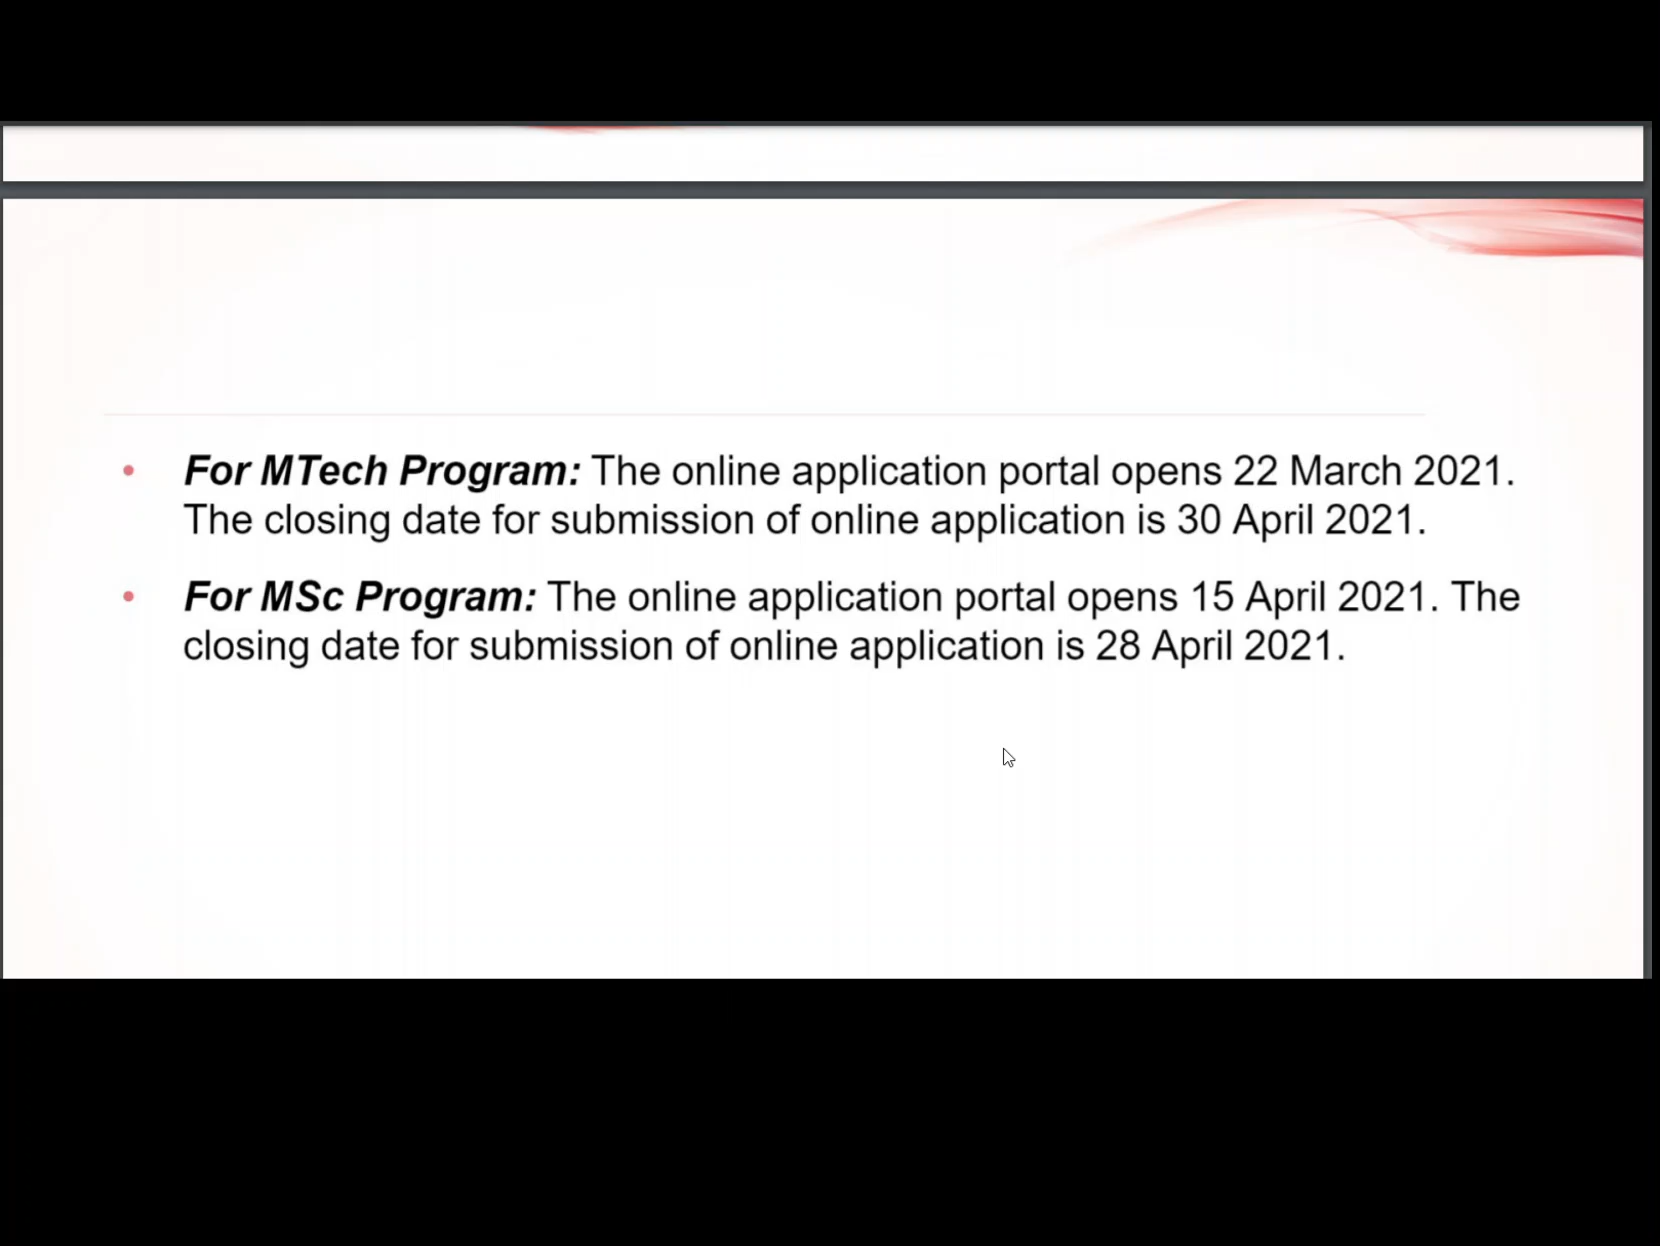 For MTech Program: The online application portal opens 22 March 2021.
The closing date for submission of online application is 30 April 2021.
For MSc Program: The online application portal opens 15 April 2021. The
closing date for submission of online application is 28 April 2021.